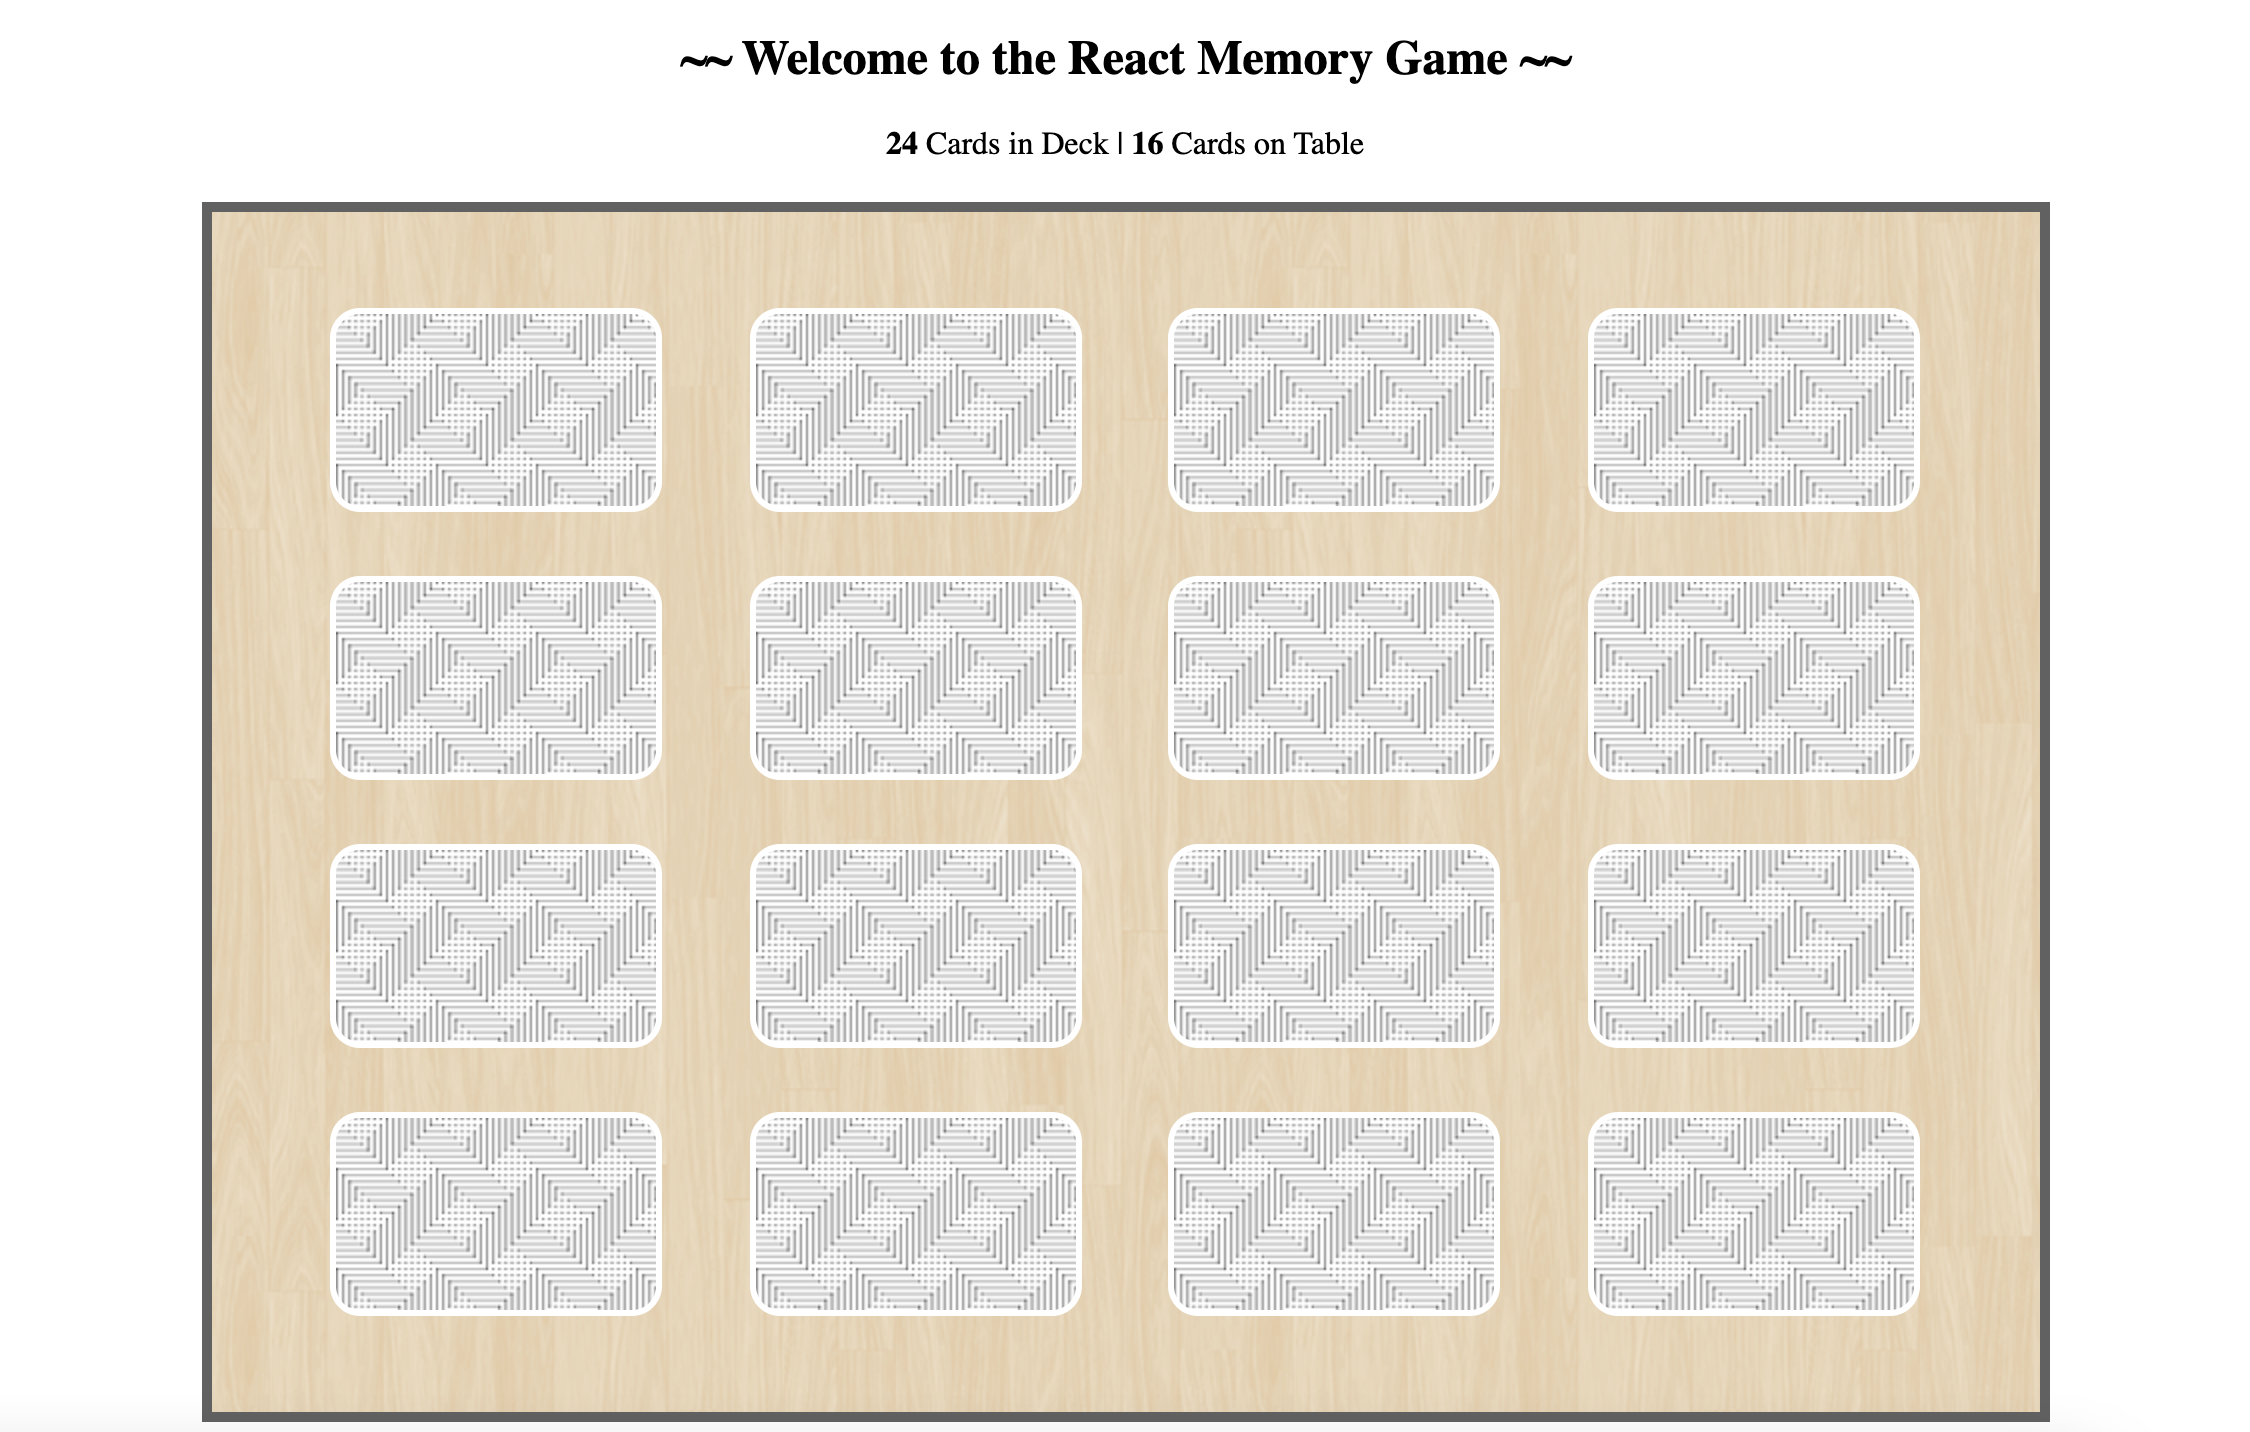 ~~ Welcome to the React Memory Game ~~
24 Cards in Deck | 16 Cards on Table